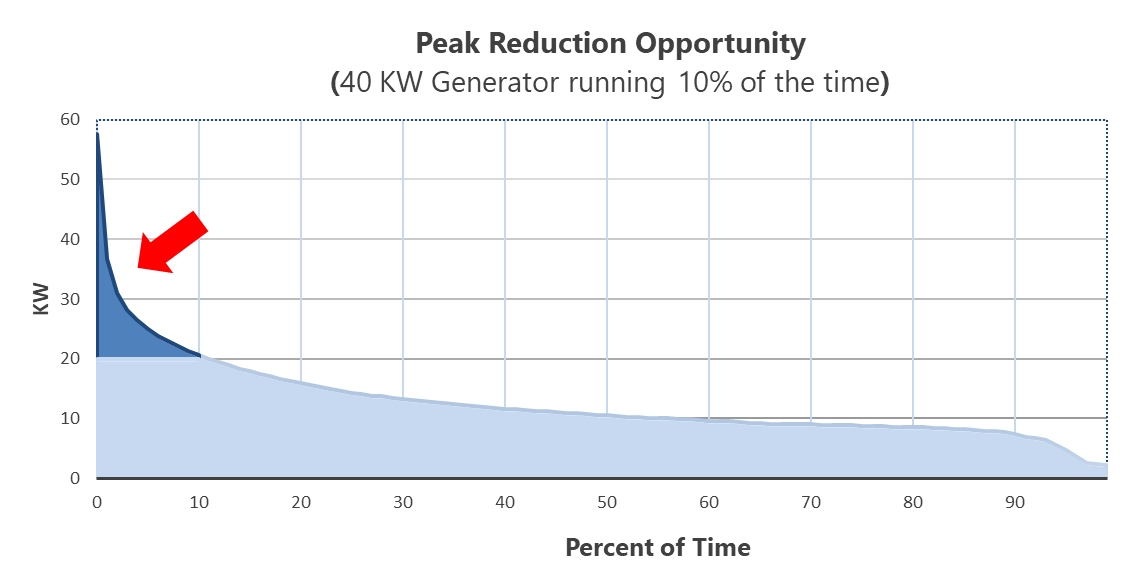 Peak Reduction Opportunity
(40 KW Generator running 10% of the time)
60
50
40
30
20
10
0
KW
0 10 20 30 40 50 60 70 80 90
Percent of Time